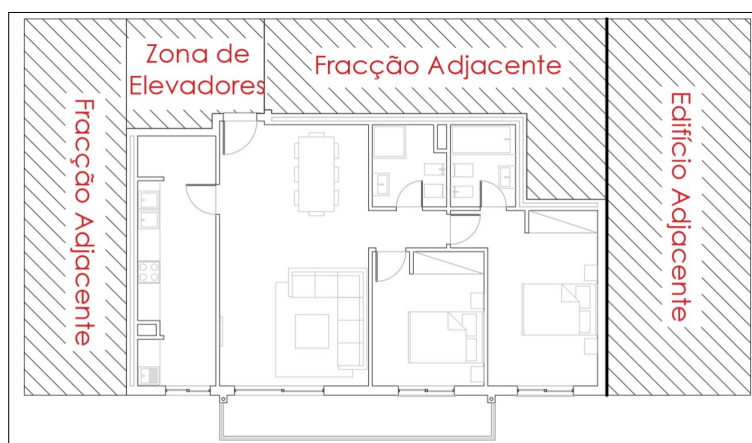 Zona de
Elevadores
Fracção Adjacente
Fracção Adjacente
Edifício Adjacente